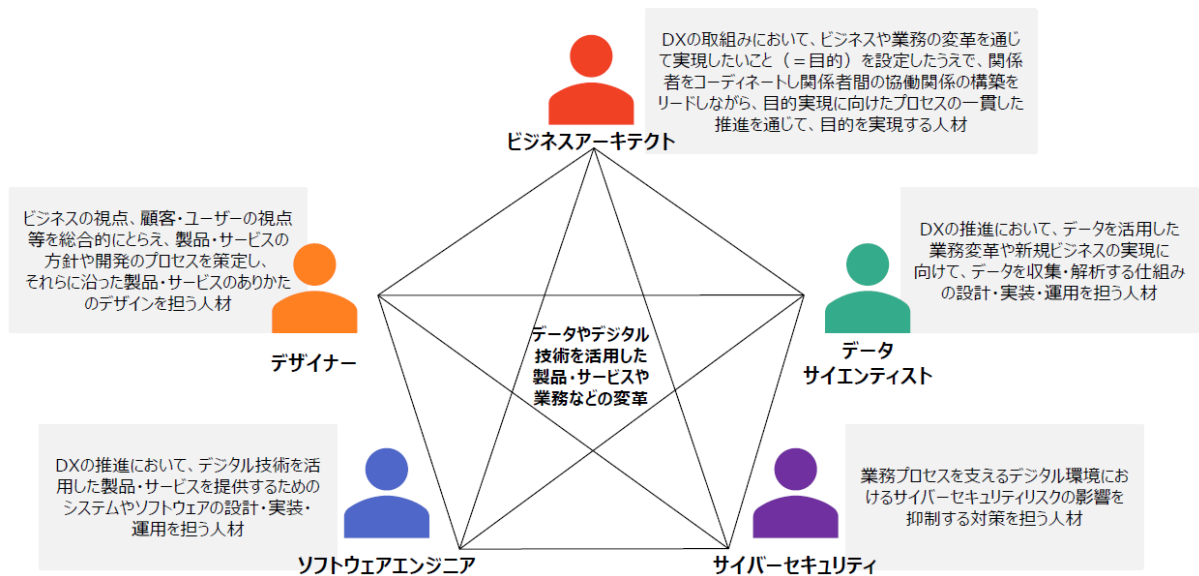 DXの取組みにおいて、ビジネスや業務の変革を通じ
て実現したいこと（＝目的）を設定したうえで、関係
者をコーディネートし関係者間の協働関係の構築を
リードしながら、目的実現に向けたプロセスの一貫した
推進を通じて、目的を実現する人材
ビジネスアーキテクト
ビジネスの視点、顧客・ユーザーの視点
等を総合的にとらえ、製品・サービスの
方針や開発のプロセスを策定し、
それらに沿った製品・サービスのありかた
のデザインを担う人材
デザイナー
DXの推進において、データを活用した
業務変革や新規ビジネスの実現に
向けて、データを収集・解析する仕組み
の設計・実装・運用を担う人材
データ
サイエンティスト
データやデジタル
技術を活用した
製品・サービスや
業務などの変革
DXの推進において、デジタル技術を活
用した製品・サービスを提供するための
システムやソフトウェアの設計・実装・
運用を担う人材
ソフトウェアエンジニア
業務プロセスを支えるデジタル環境にお
けるサイバーセキュリティリスクの影響を
抑制する対策を担う人材
サイバーセキュリティ